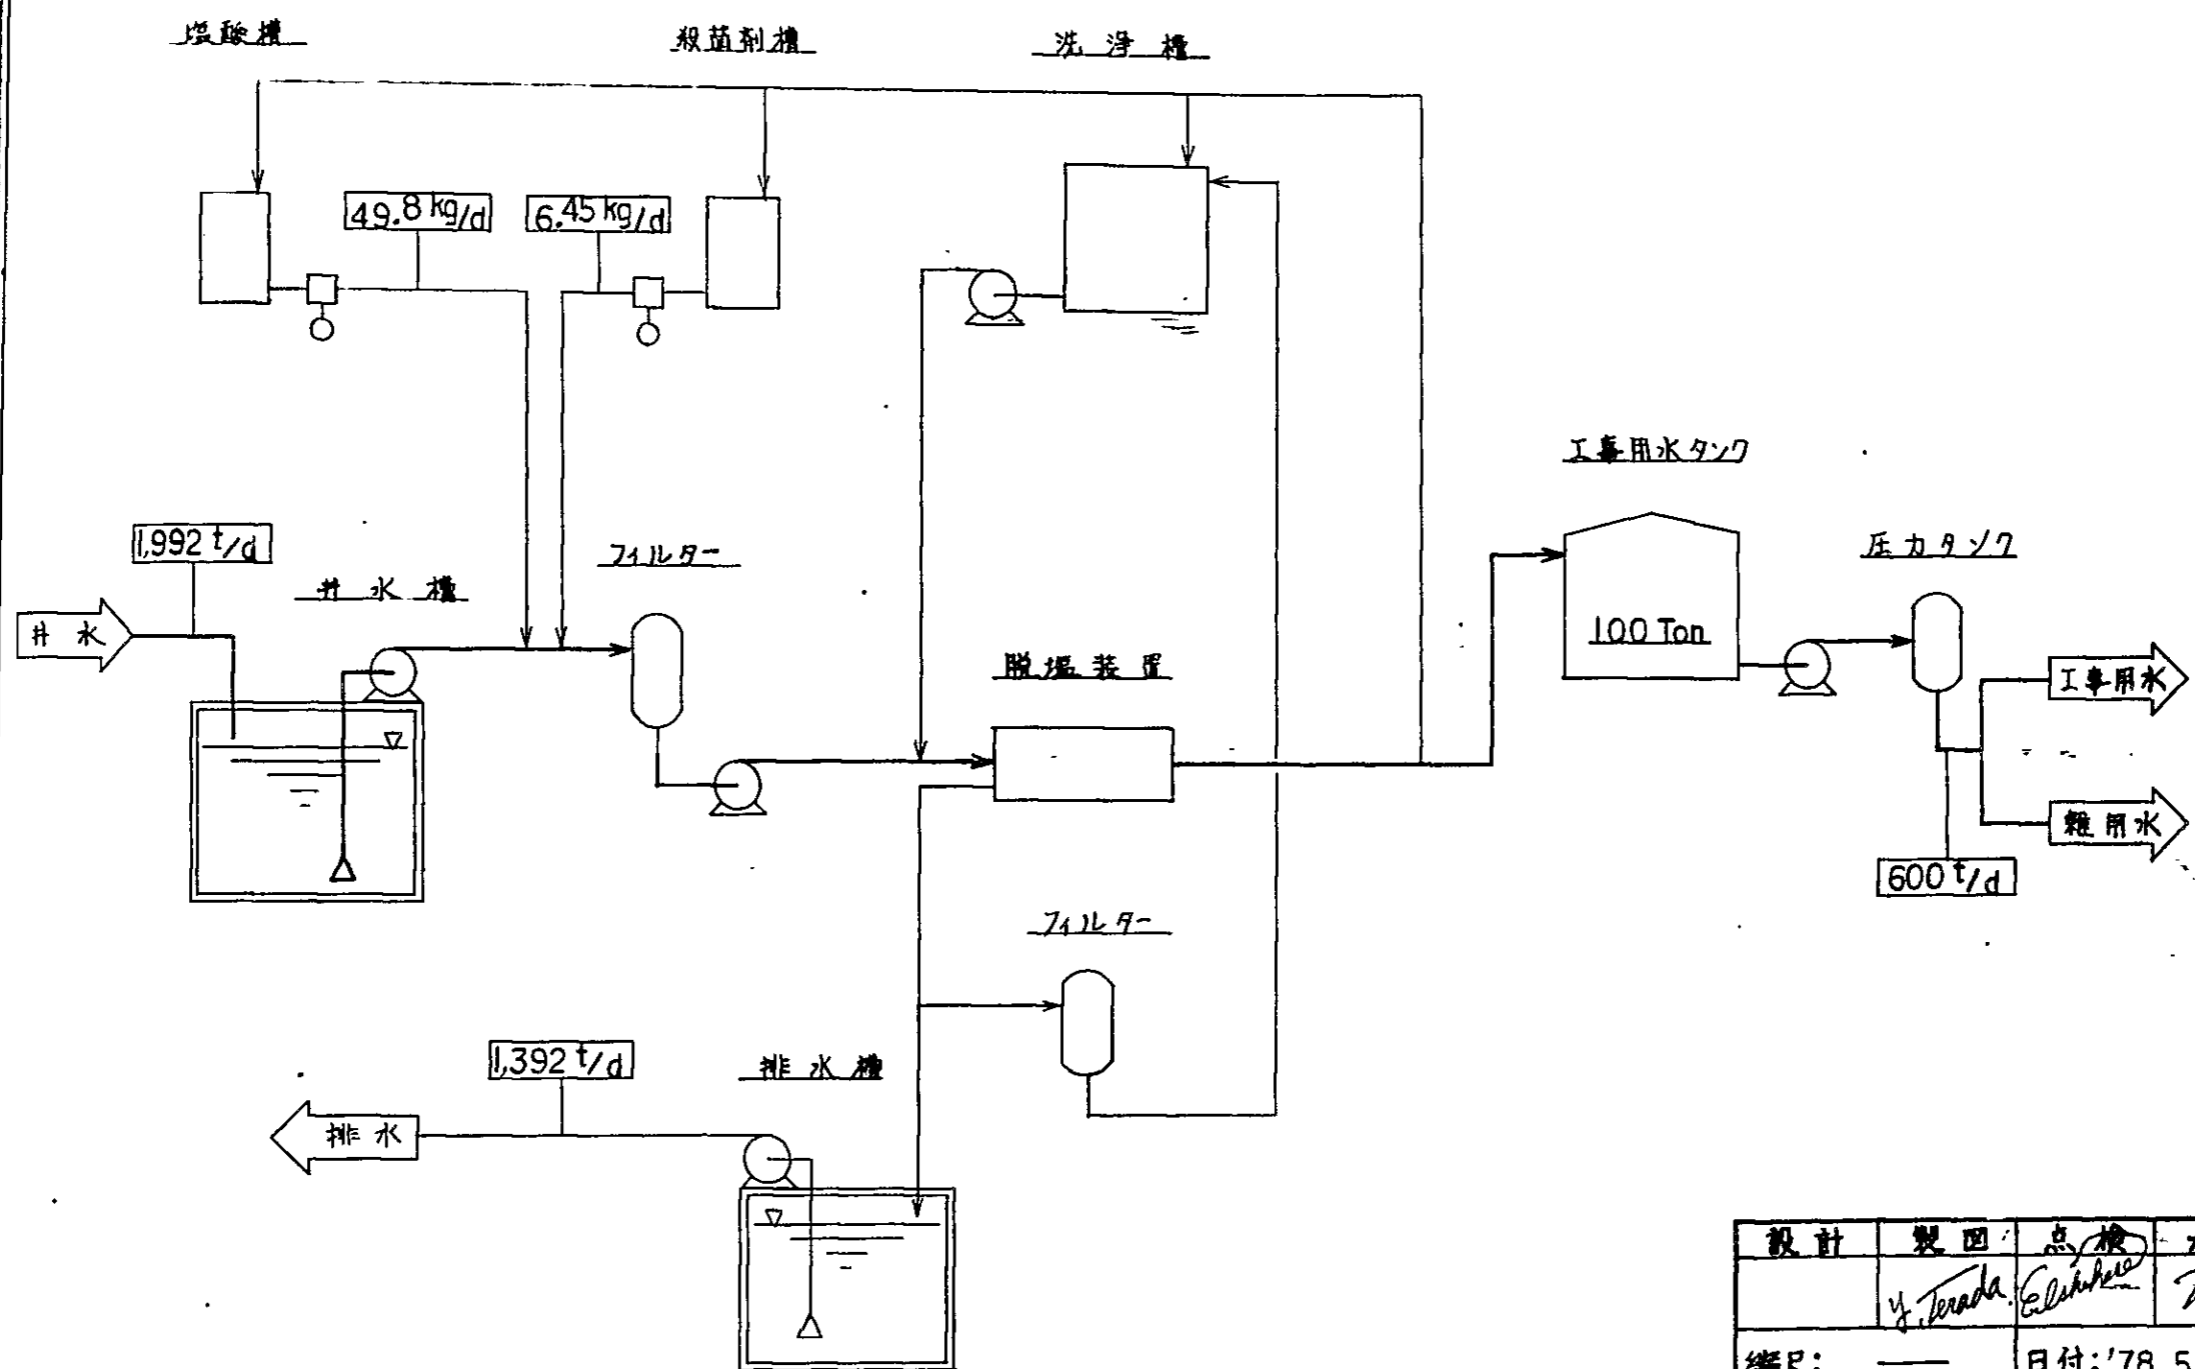 塩酸槽
殺菌剤槽
洗浄槽
49.8 kg/d
6.45 kg/d
工事用水タンク
1,992 t/d
フィルター
圧力タンク
井水槽
井水
100 Ton
脱塩装置
工事用水
雑用水
600 t/d
フィルター
1,392 t/d
排水槽
排水
設計 製図 点検
Y. Terada
縮尺: 日付: '78. 5